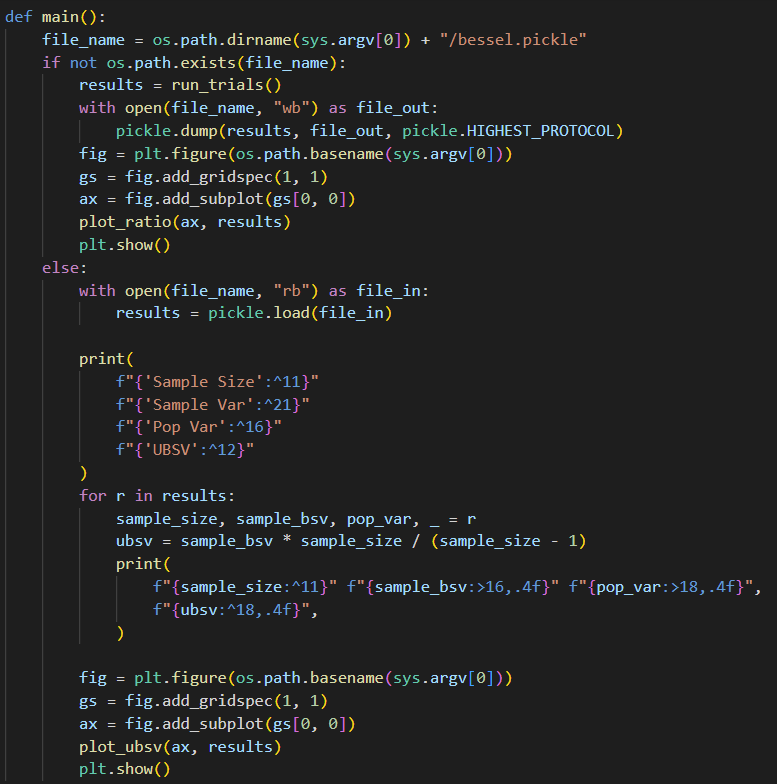 def main():
    file_name = os.path.dirname(sys.argv[0]) + "/bessel.pickle"
    if not os.path.exists(file_name):
        results = run_trials()
        with open(file_name, "wb") as file_out:
            pickle.dump(results, file_out, pickle.HIGHEST_PROTOCOL)
        fig = plt.figure(os.path.basename(sys.argv[0]))
        gs = fig.add_gridspec(1, 1)
        ax = fig.add_subplot(gs[0, 0])
        plot_ratio(ax, results)
        plt.show()
    else:
        with open(file_name, "rb") as file_in:
            results = pickle.load(file_in)

        print(
            f"{'Sample Size':^11}"
            f"{'Sample Var':^21}"
            f"{'Pop Var':^16}"
            f"{'UBSV':^12}"
        )
        for r in results:
            sample_size, sample_bsv, pop_var, _ = r
            ubsv = sample_bsv * sample_size / (sample_size - 1)
            print(
                f"{sample_size:^11}" f"{sample_bsv:>16,.4f}" f"{pop_var:>18,.4f}",
                f"{ubsv:^18,.4f}",
            )

        fig = plt.figure(os.path.basename(sys.argv[0]))
        gs = fig.add_gridspec(1, 1)
        ax = fig.add_subplot(gs[0, 0])
        plot_ubsv(ax, results)
        plt.show()